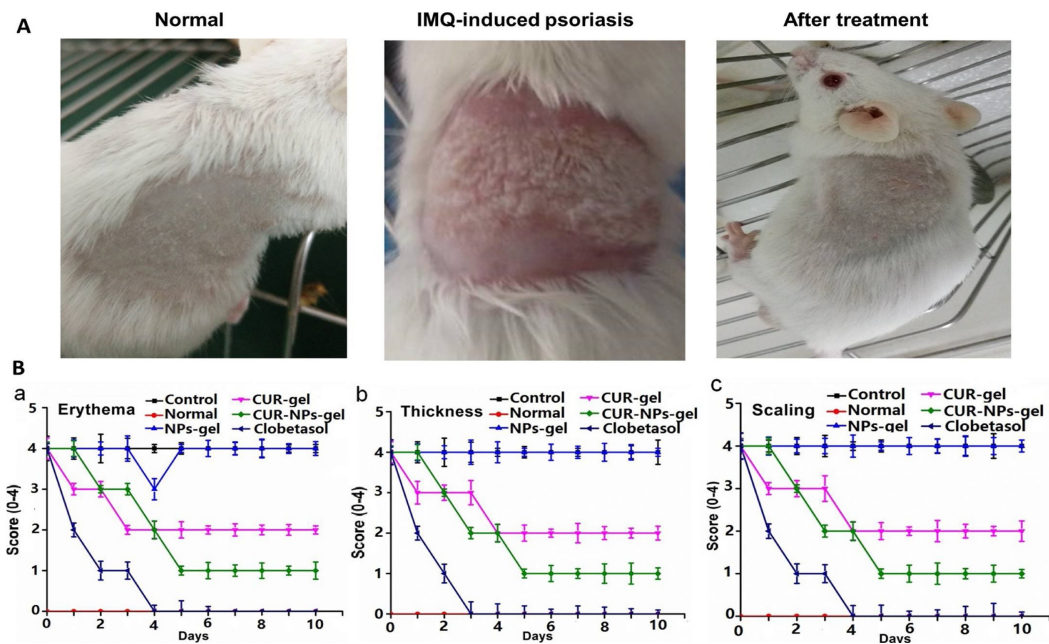 A
Normal
IMQ-induced psoriasis
After treatment
B
a
Erythema
Control
Normal
NPs-gel
CUR-gel
CUR-NPs-gel
Clobetasol
Score (0-4)
5
4
3
2
1
0
0 2 4 6 8 10
Days
b
Thickness
Control
Normal
NPs-gel
CUR-gel
CUR-NPs-gel
Clobetasol
Score (0-4)
5
4
3
2
1
0
0 2 4 6 8 10
Days
c
Scaling
Control
Normal
NPs-gel
CUR-gel
CUR-NPs-gel
Clobetasol
Score (0-4)
5
4
3
2
1
0
0 2 4 6 8 10
Days